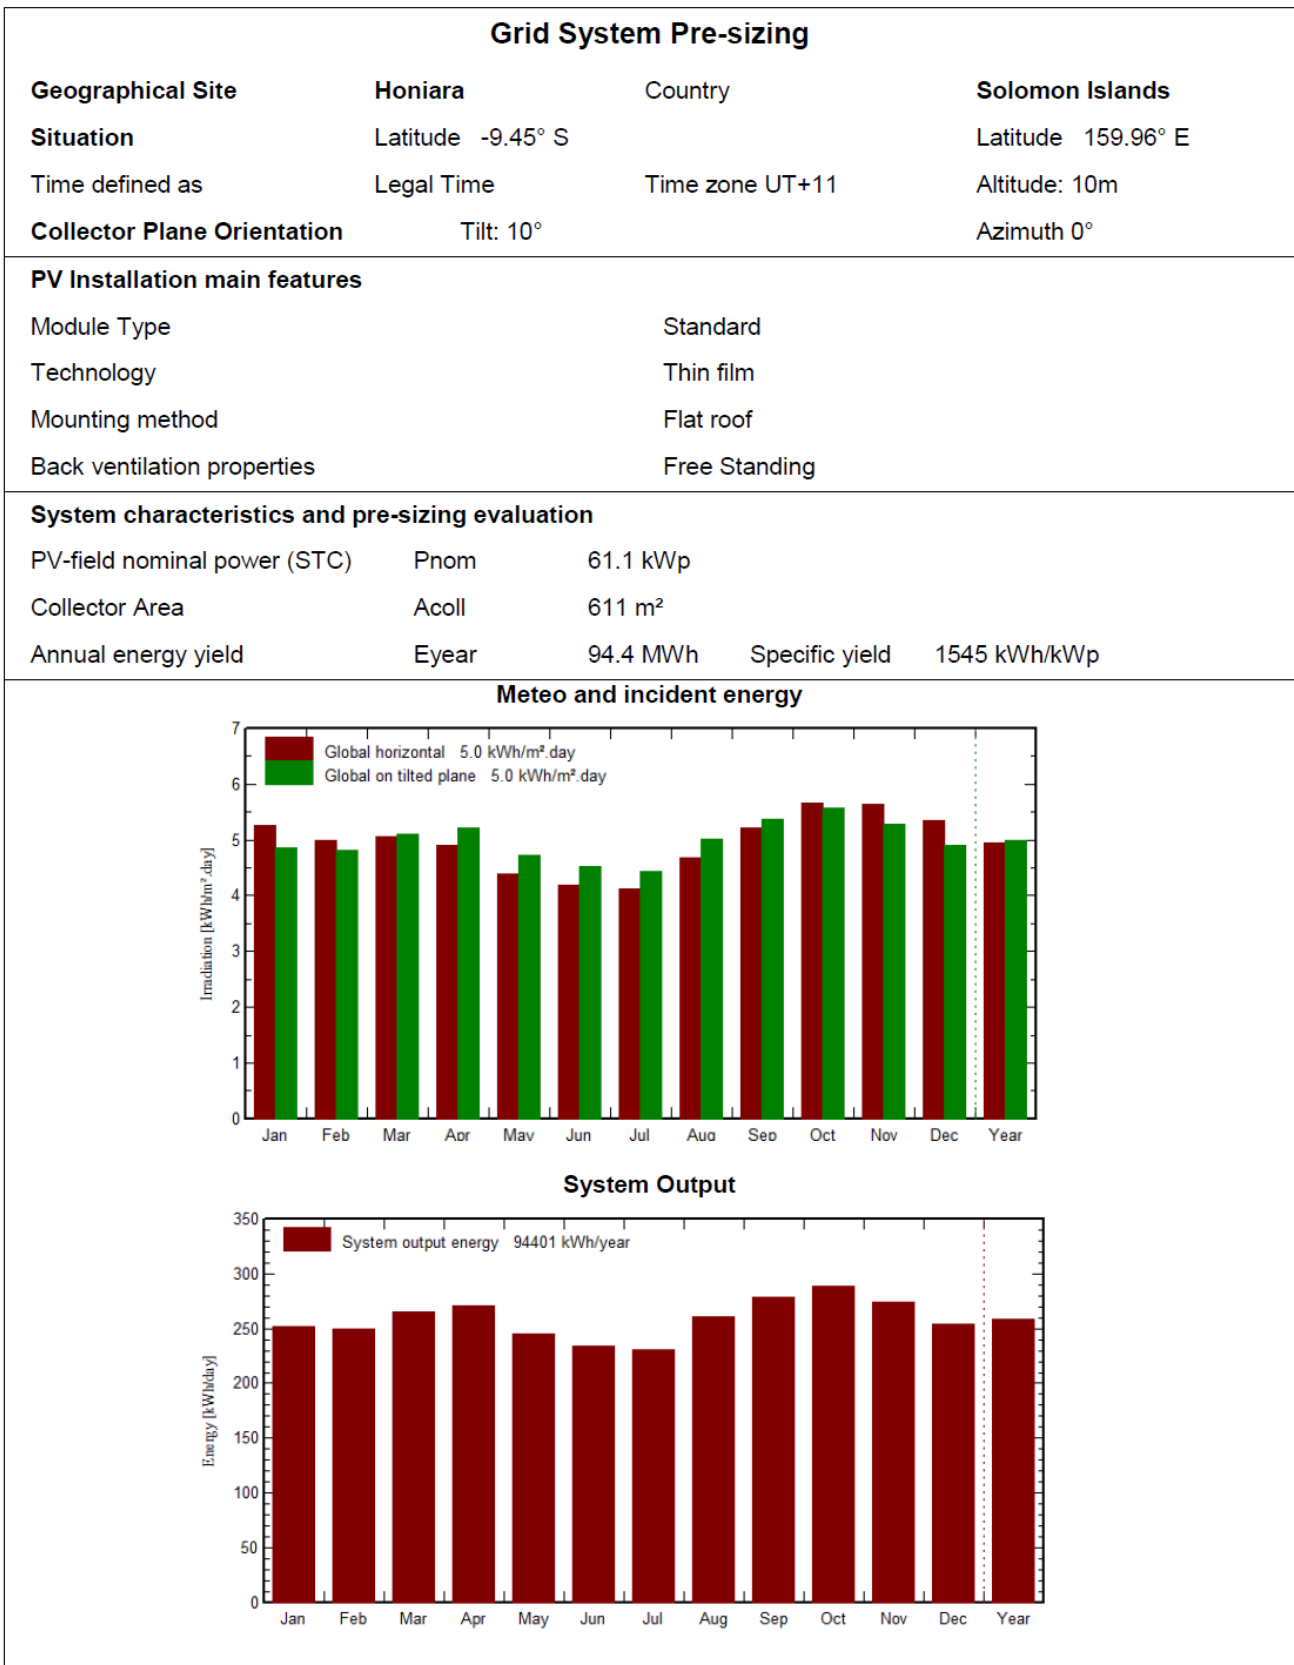 Grid System Pre-sizing
Geographical Site Honiara Country Solomon Islands
Situation Latitude -9.45° S Latitude 159.96° E
Time defined as Legal Time Time zone UT+11 Altitude: 10m
Collector Plane Orientation Tilt: 10° Azimuth 0°
PV Installation main features
Module Type Standard
Technology Thin film
Mounting method Flat roof
Back ventilation properties Free Standing
System characteristics and pre-sizing evaluation
PV-field nominal power (STC) Pnom 61.1 kWp
Collector Area Acoll 611 m²
Annual energy yield Eyear 94.4 MWh Specific yield 1545 kWh/kWp
Meteo and incident energy
Global horizontal 5.0 kWh/m².day
Global on tilted plane 5.0 kWh/m².day
Irradiation [kWh/m².day]
7
6
5
4
3
2
1
0
Jan Feb Mar Apr May Jun Jul Aug Sep Oct Nov Dec Year
System Output
System output energy 94401 kWh/year
Energy [kWh/day]
350
300
250
200
150
100
50
0
Jan Feb Mar Apr May Jun Jul Aug Sep Oct Nov Dec Year